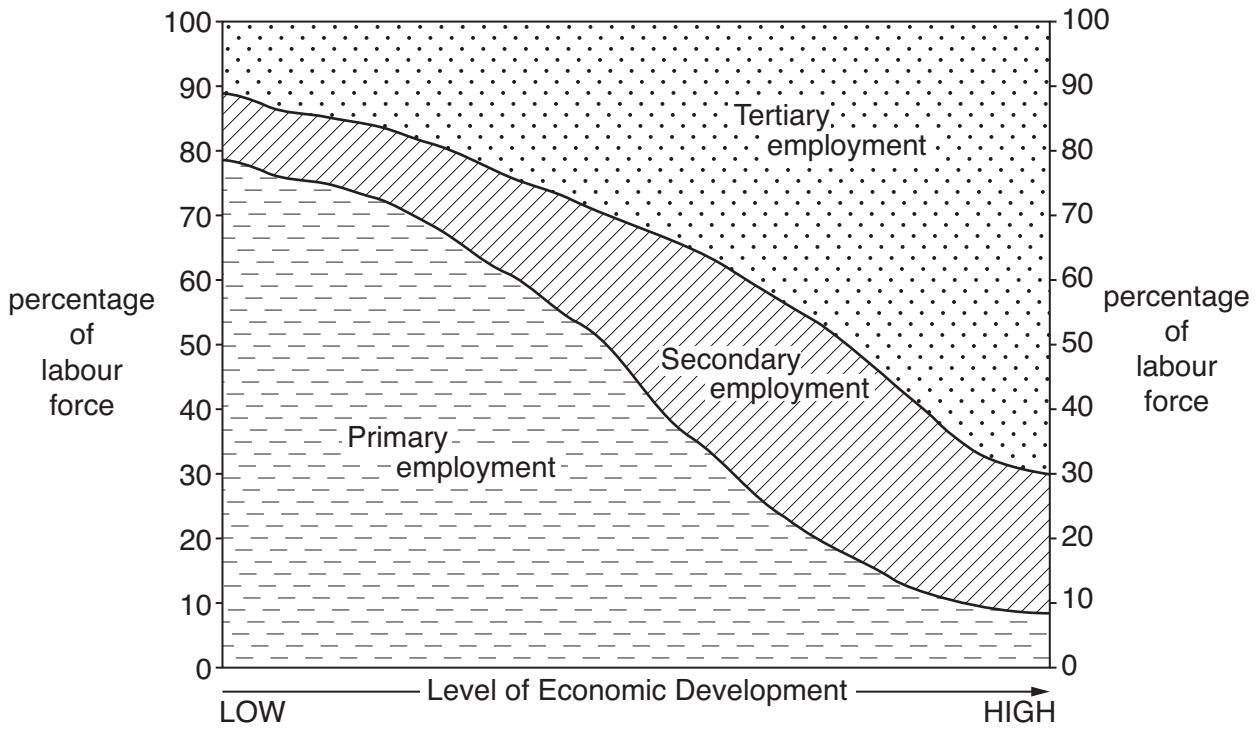 100
90
80
70
60
50
40
30
20
10
0
percentage
of
labour
force
Tertiary
employment
Secondary
employment
Primary
employment
100
90
80
70
60
50
40
30
20
10
0
percentage
of
labour
force
Level of Economic Development
LOW
HIGH